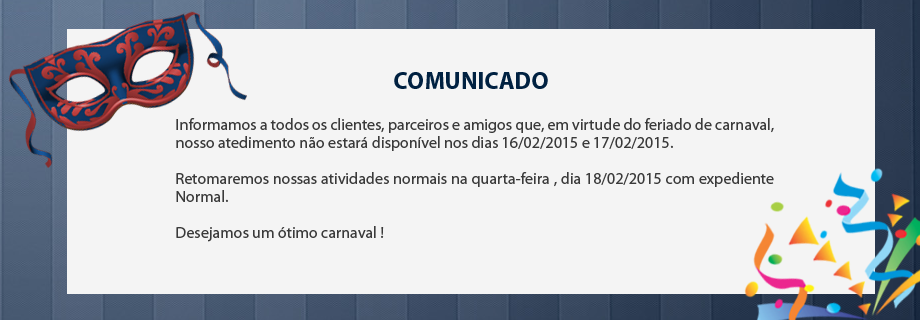 COMUNICADO
Informamos a todos os clientes, parceiros e amigos que, em virtude do feriado de carnaval,
nosso atedimento não estará disponível nos dias 16/02/2015 e 17/02/2015.
Retomaremos nossas atividades normais na quarta-feira , dia 18/02/2015 com expediente
Normal.
Desejamos um ótimo carnaval !